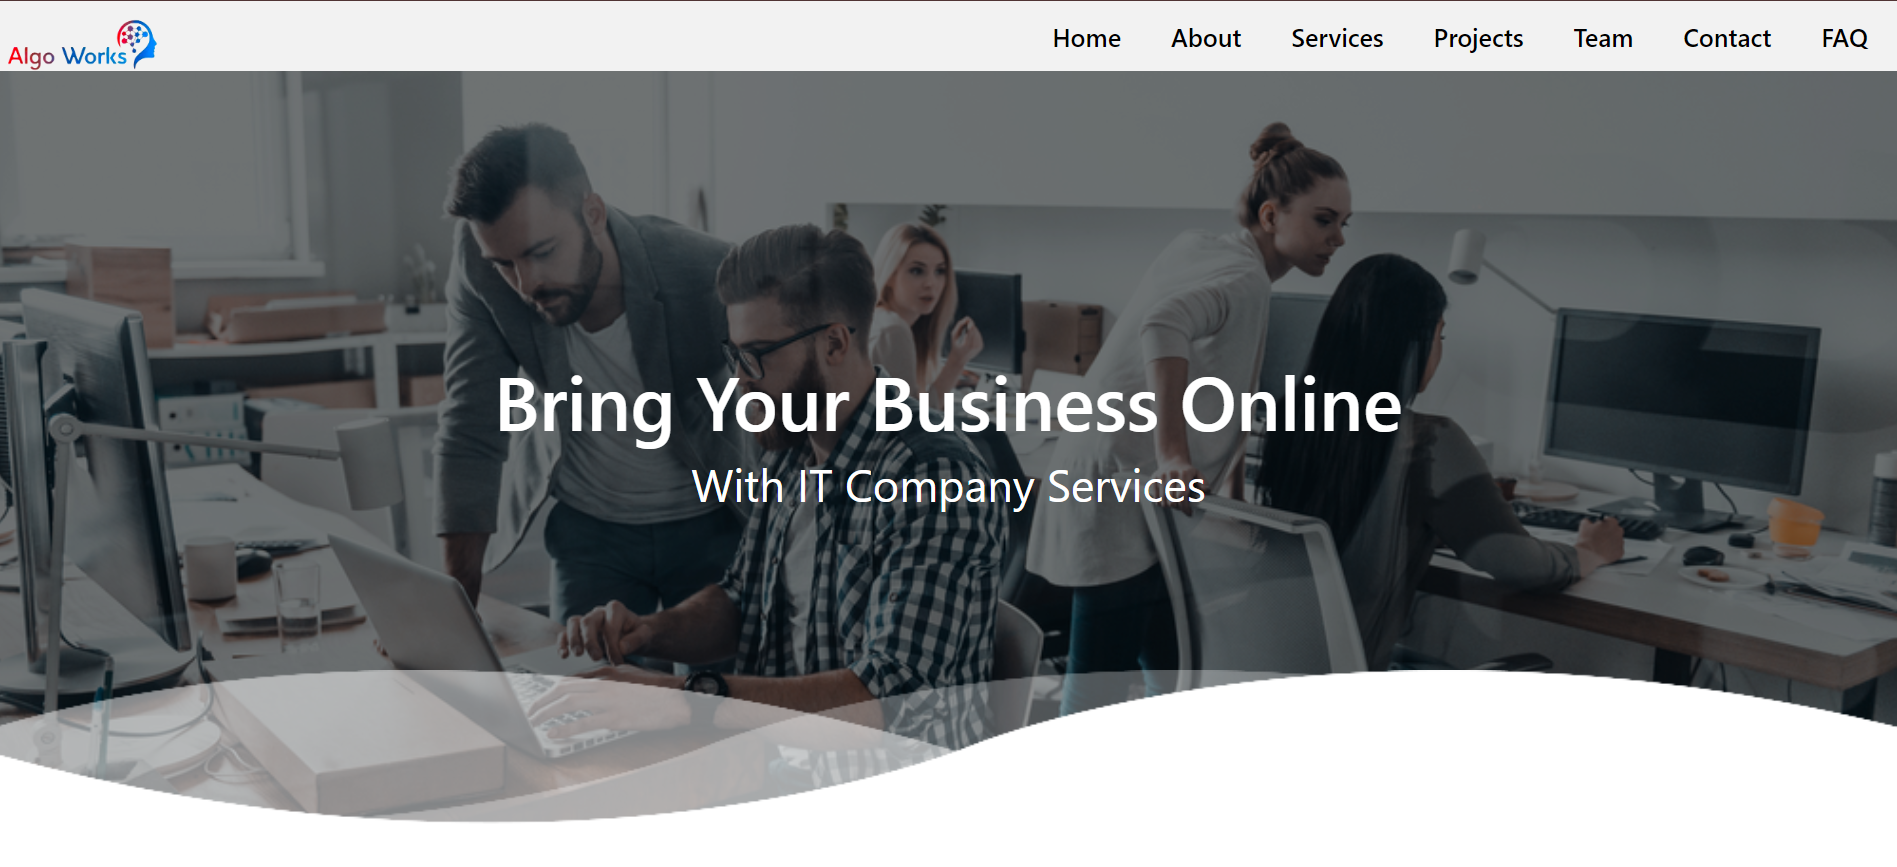 Algo Works
Home About Services Projects Team Contact FAQ
Bring Your Business Online
With IT Company Services